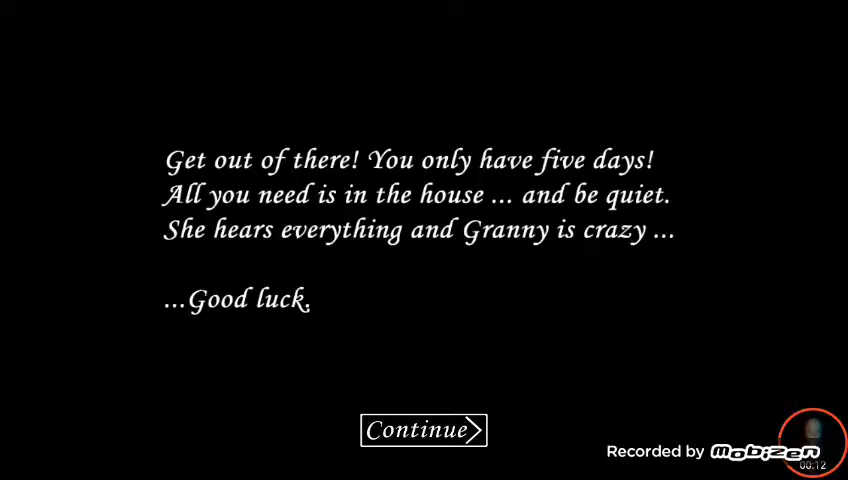 Get out of there! You only have five days!
All you need is in the house ... and be quiet.
She hears everything and Granny is crazy ...
...Good luck.
Continue
Recorded by Mobizen
00:12